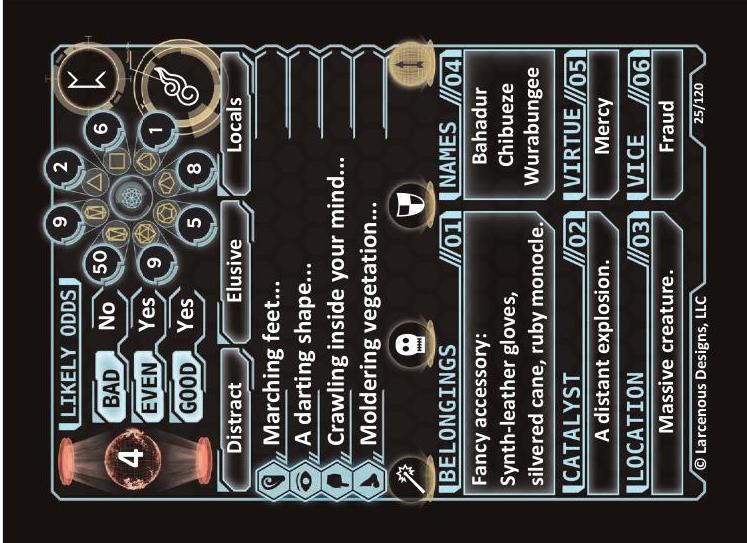 4
LIKELY ODDS
BAD No
EVEN Yes
GOOD Yes
9
2
6
1
8
5
9
50
Distract
Elusive
Locals
Marching feet...
A darting shape...
Crawling inside your mind...
Moldering vegetation...
BELONGINGS //01
Fancy accessory:
Synth-leather gloves,
silvered cane, ruby monocle.
CATALYST //02
A distant explosion.
LOCATION //03
Massive creature.
NAMES //04
Bahadur
Chibueze
Wurabungee
VIRTUE //05
Mercy
VICE //06
Fraud
© Larcenous Designs, LLC
25/120